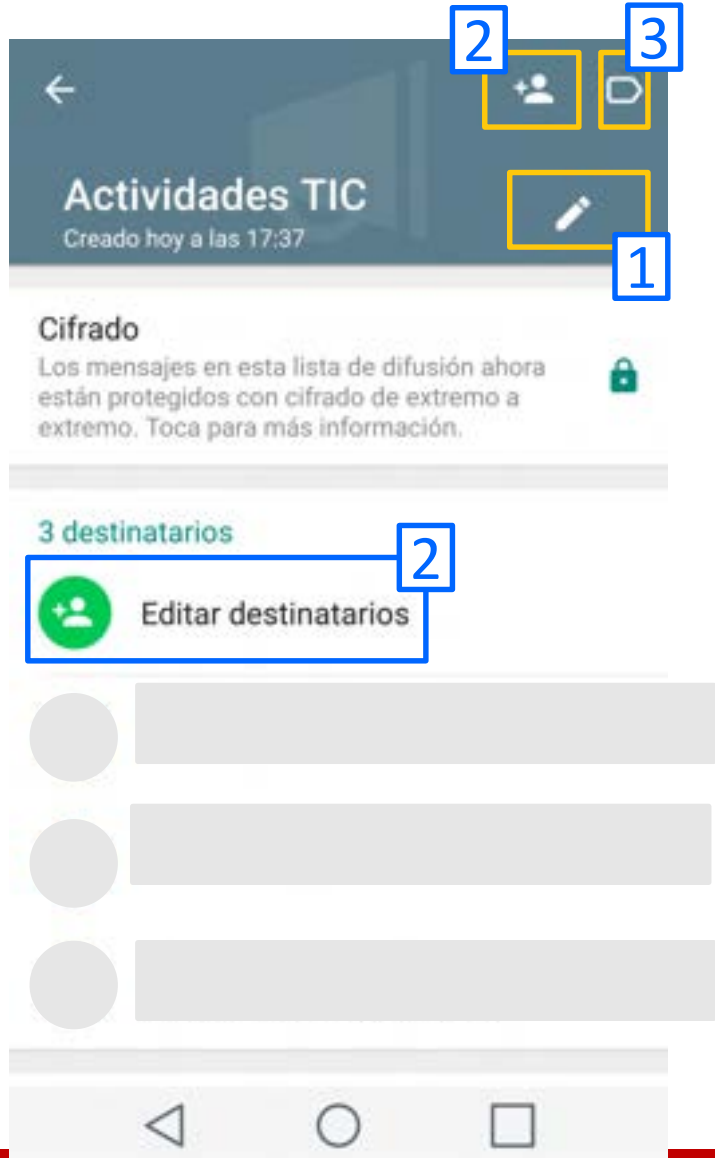 2
3
Actividades TIC
Creado hoy a las 17:37
1
Cifrado
Los mensajes en esta lista de difusión ahora
están protegidos con cifrado de extremo a
extremo. Toca para más información.
3 destinatarios
2
Editar destinatarios